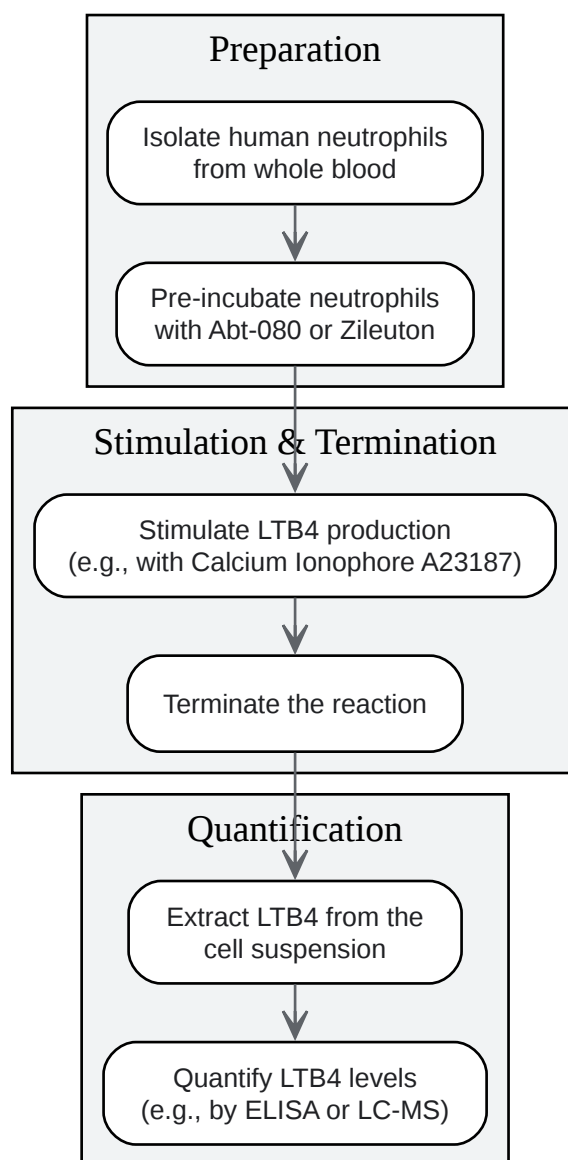 Preparation
Isolate human neutrophils
from whole blood
Pre-incubate neutrophils
with Abt-080 or Zileuton
Stimulation & Termination
Stimulate LTB4 production
(e.g., with Calcium Ionophore A23187)
Terminate the reaction
Quantification
Extract LTB4 from the
cell suspension
Quantify LTB4 levels
(e.g., by ELISA or LC-MS)